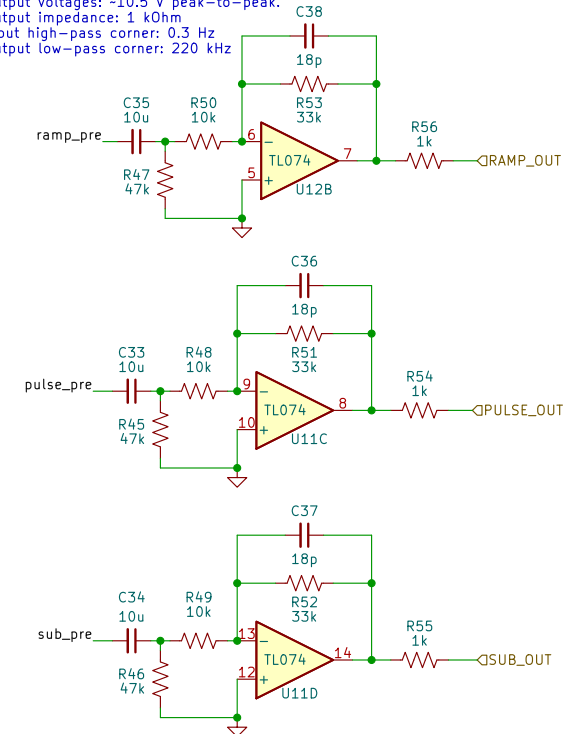 utput voltages: ~10.5 V peak-to-peak.
utput impedance: 1 kOhm
put high-pass corner: 0.3 Hz
utput low-pass corner: 220 kHz
C38
18p
C35
10u
R50
10k
R53
33k
ramp_pre
6
7
R56
1k
RAMP_OUT
TL074
R47
47k
5
U12B
C36
18p
C33
10u
R48
10k
R51
33k
pulse_pre
9
8
R54
1k
PULSE_OUT
TL074
R45
47k
10
U11C
C37
18p
C34
10u
R49
10k
R52
33k
sub_pre
13
14
R55
1k
SUB_OUT
TL074
R46
47k
12
U11D